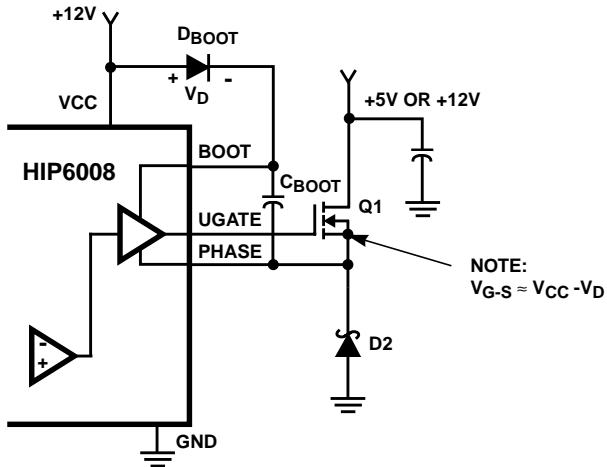 +12V
DBOOT
+ VD -
VCC
+5V OR +12V
BOOT
HIP6008
CBOOT
Q1
UGATE
PHASE
NOTE:
VG-S ≈ VCC -VD
- +
D2
GND